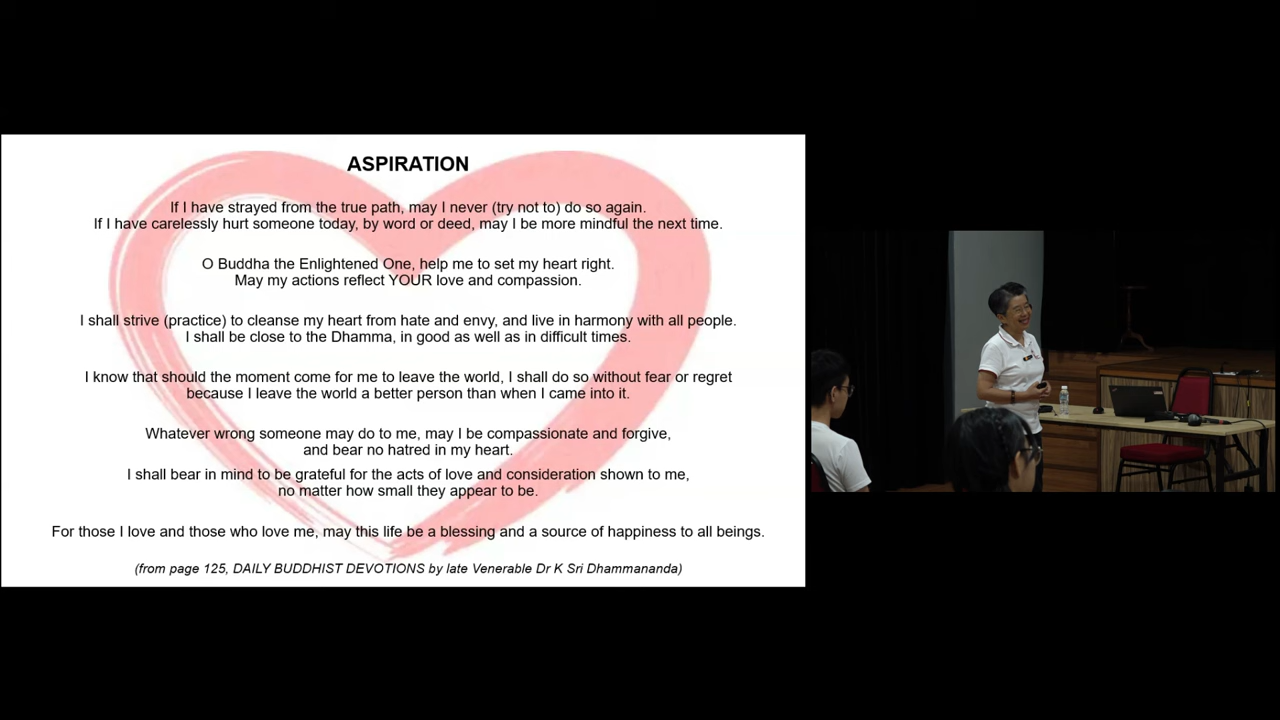 ASPIRATION
If I have strayed from the true path, may I never (try not to) do so again.
If I have carelessly hurt someone today, by word or deed, may I be more mindful the next time.
O Buddha the Enlightened One, help me to set my heart right.
May my actions reflect YOUR love and compassion.
I shall strive (practice) to cleanse my heart from hate and envy, and live in harmony with all people.
I shall be close to the Dhamma, in good as well as in difficult times.
I know that should the moment come for me to leave the world, I shall do so without fear or regret
because I leave the world a better person than when I came into it.
Whatever wrong someone may do to me, may I be compassionate and forgive,
and bear no hatred in my heart.
I shall bear in mind to be grateful for the acts of love and consideration shown to me,
no matter how small they appear to be.
For those I love and those who love me, may this life be a blessing and a source of happiness to all beings.
(from page 125, DAILY BUDDHIST DEVOTIONS by late Venerable Dr K Sri Dhammananda)